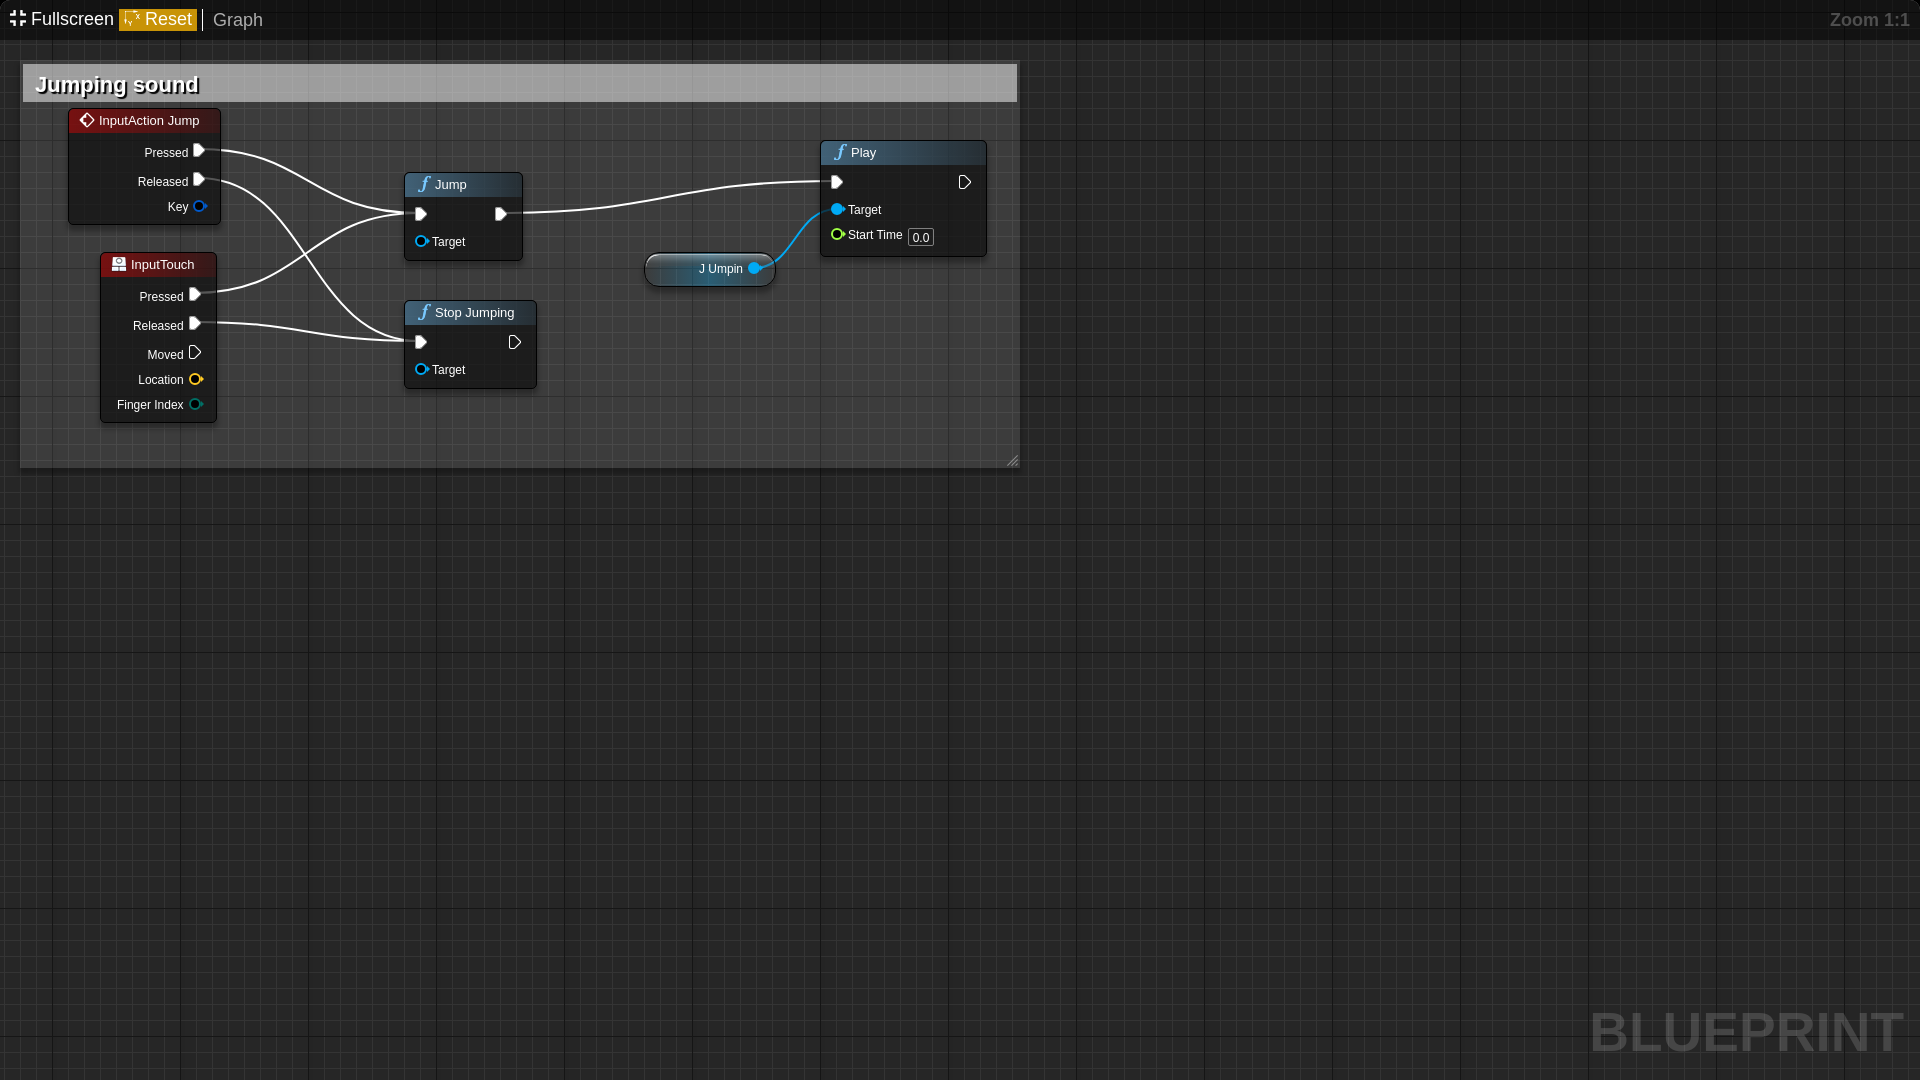 Fullscreen Reset Graph Zoom 1:1
Jumping sound
InputAction Jump
Pressed
Released
Key
InputTouch
Pressed
Released
Moved
Location
Finger Index
Jump
Target
Stop Jumping
Target
J Umpin
Play
Target
Start Time 0.0
BLUEPRINT